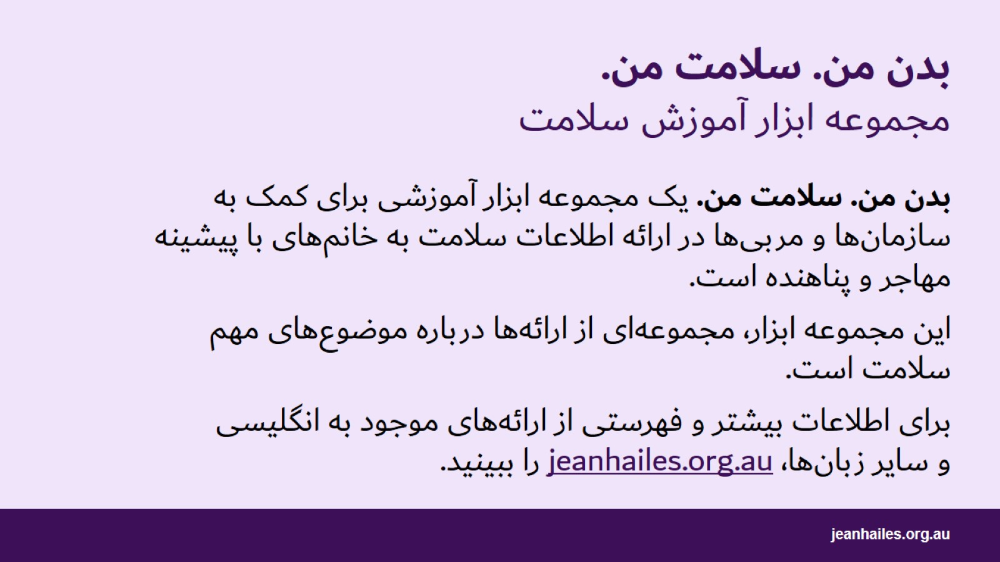 بدن من. سلامت من.
مجموعه ابزار آموزش سلامت
بدن من. سلامت من. یک مجموعه ابزار آموزشی برای کمک به
سازمان‌ها و مربی‌ها در ارائه اطلاعات سلامت به خانم‌های با پیشینه
مهاجر و پناهنده است.
این مجموعه ابزار، مجموعه‌ای از ارائه‌ها درباره موضوع‌های مهم
سلامت است.
برای اطلاعات بیشتر و فهرستی از ارائه‌های موجود به انگلیسی
و سایر زبان‌ها، jeanhailes.org.au را ببینید.
jeanhailes.org.au